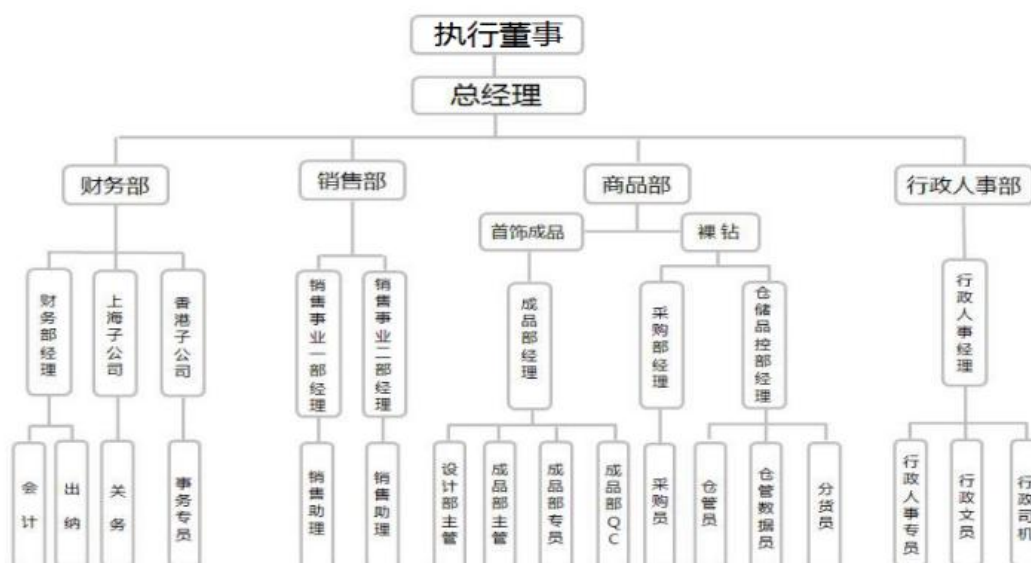 执行董事
总经理
财务部
销售部
商品部
行政人事部
首饰成品
裸钻
财务部经理
上海子公司
香港子公司
销售事业一部经理
销售事业二部经理
成品部经理
采购部经理
仓储品控部经理
行政人事经理
会计
出纳
关务
事务专员
销售助理
销售助理
设计部主管
成品部主管
成品部专员
成品部QC
采购员
仓管员
仓管数据员
分货员
行政人事专员
行政文员
行政司机